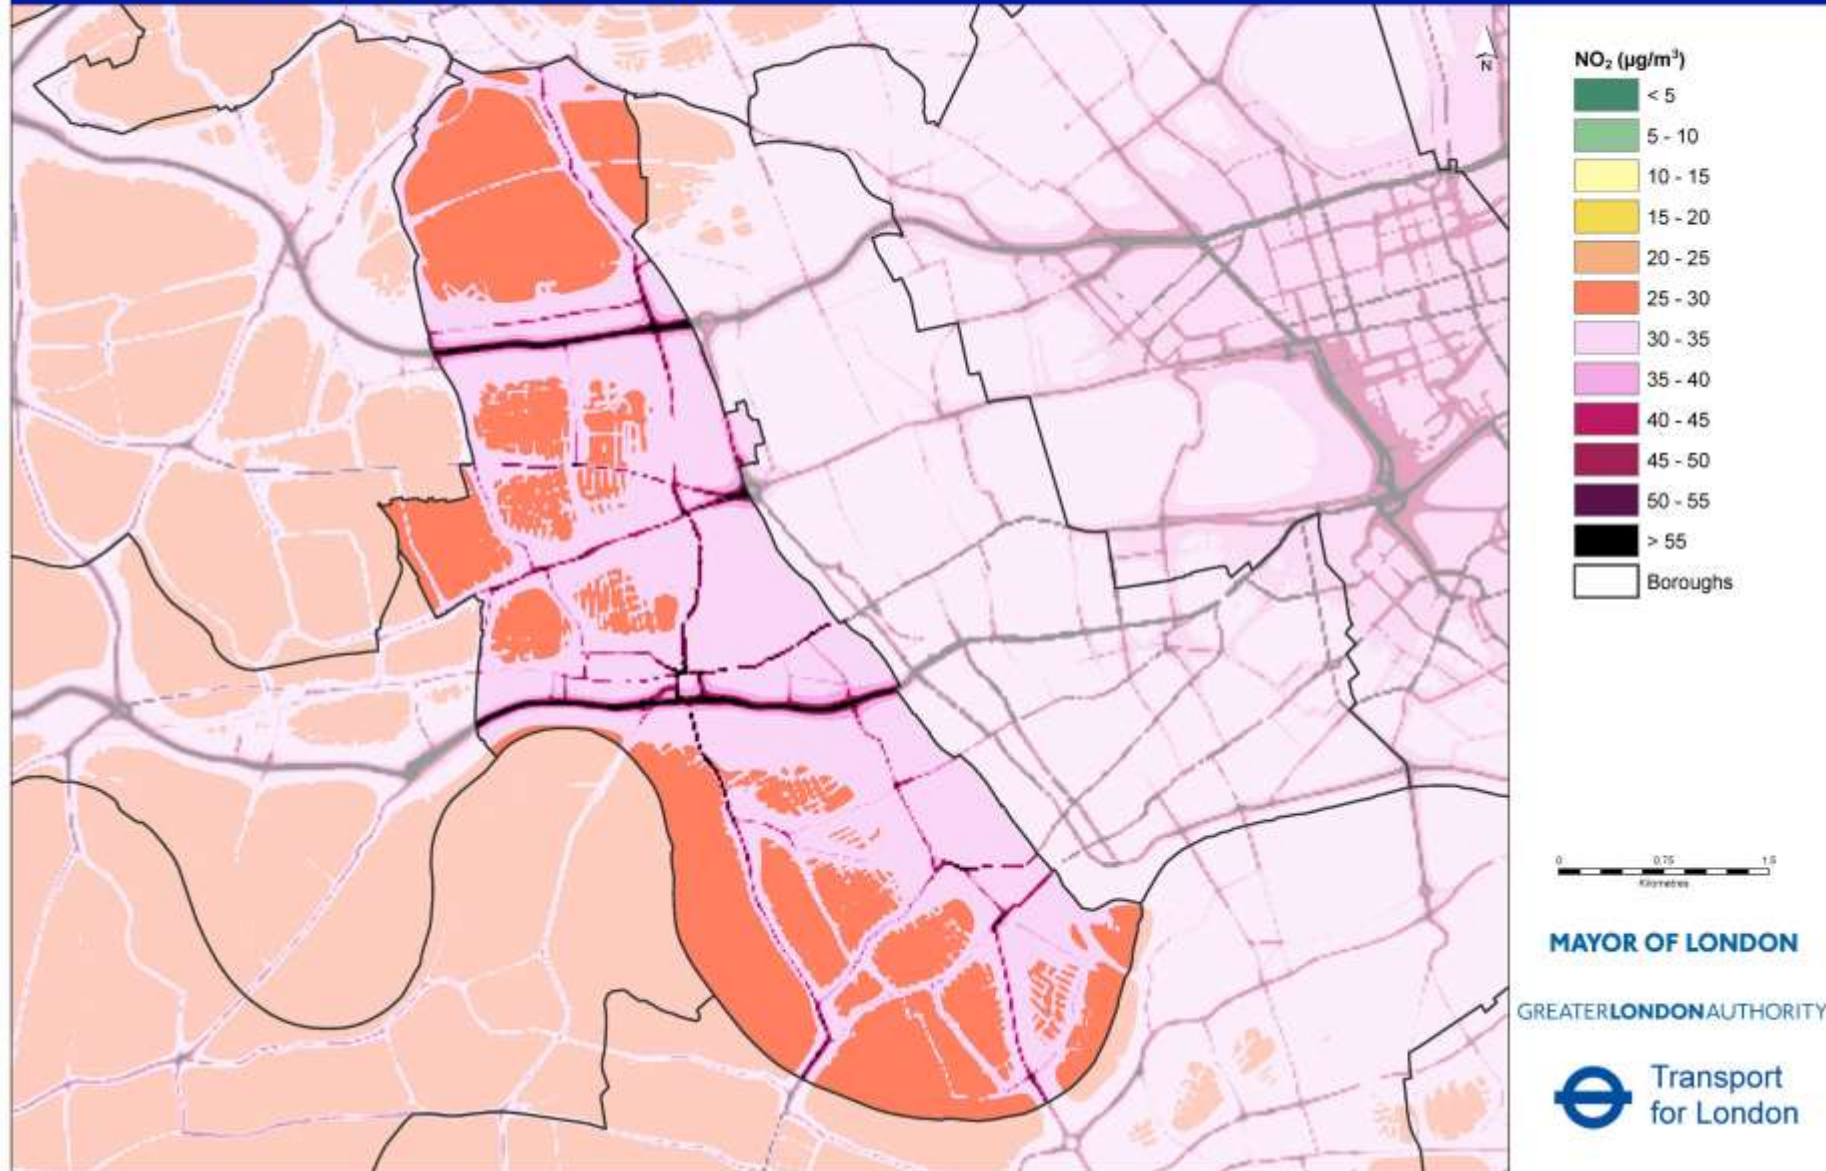 N
NO₂ (µg/m³)
< 5
5 - 10
10 - 15
15 - 20
20 - 25
25 - 30
30 - 35
35 - 40
40 - 45
45 - 50
50 - 55
> 55
Boroughs
0 0.75 1.5
Kilometres
MAYOR OF LONDON
GREATERLONDONAUTHORITY
Transport
for London